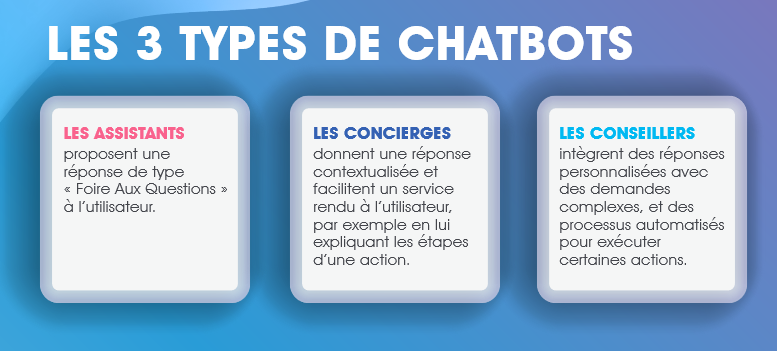 LES 3 TYPES DE CHATBOTS
LES ASSISTANTS
proposent une
réponse de type
« Foire Aux Questions »
à l'utilisateur.
LES CONCIERGES
donnent une réponse
contextualisée et
facilitent un service
rendu à l'utilisateur,
par exemple en lui
expliquant les étapes
d'une action.
LES CONSEILLERS
intègrent des réponses
personnalisées avec
des demandes
complexes, et des
processus automatisés
pour exécuter
certaines actions.